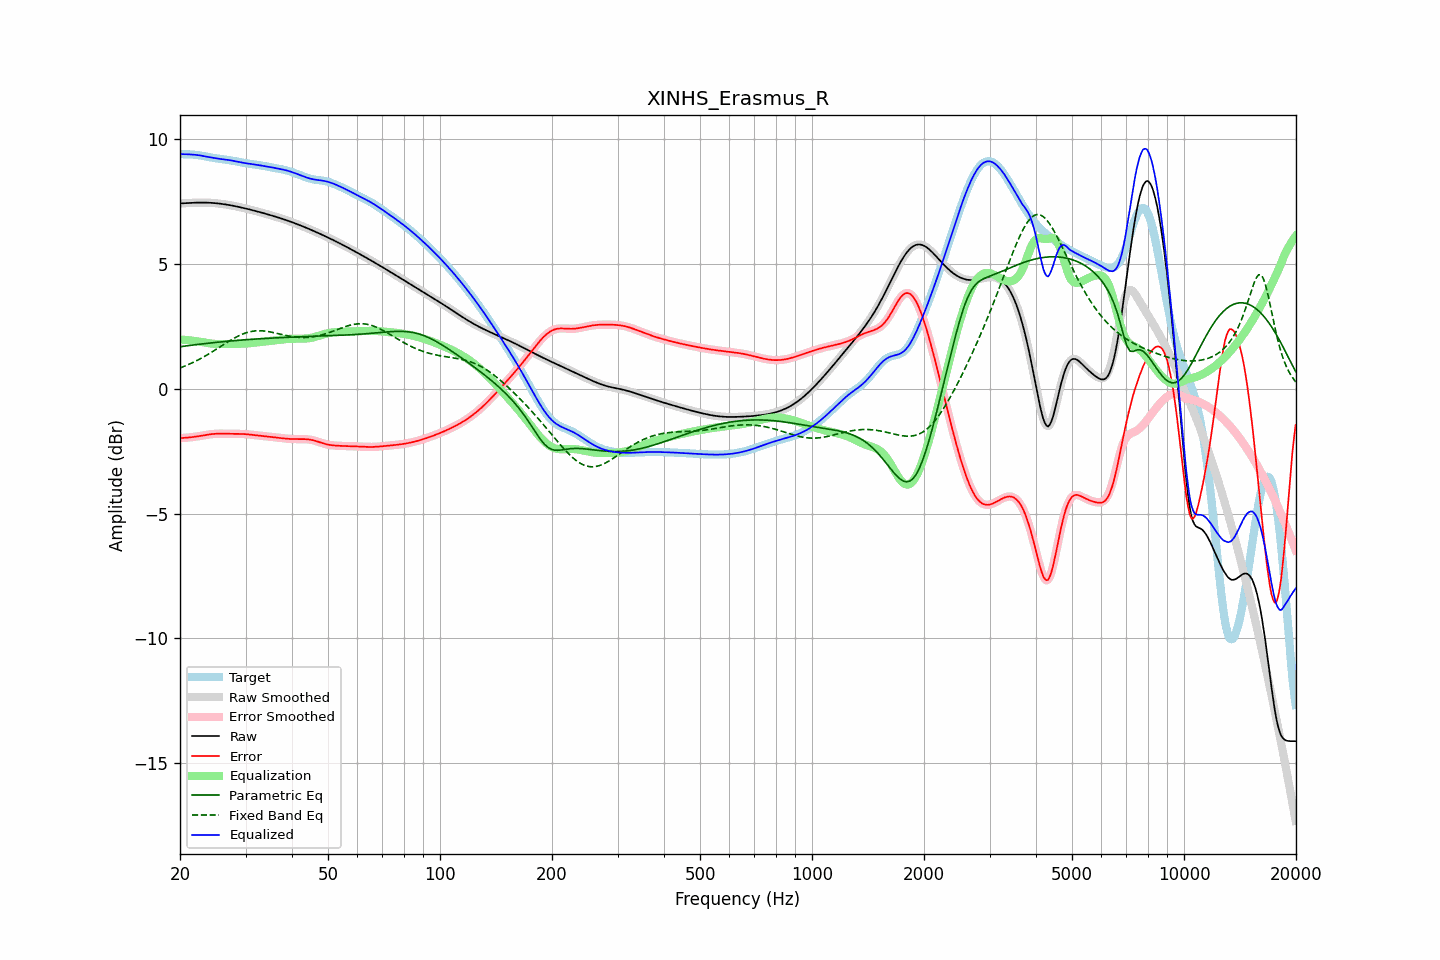 XINHS_Erasmus_R
Amplitude (dBr)
10
5
0
−5
−10
−15
Target
Raw Smoothed
Error Smoothed
Raw
Error
Equalization
Parametric Eq
Fixed Band Eq
Equalized
20 50 100 200 500 1000 2000 5000 10000 20000
Frequency (Hz)